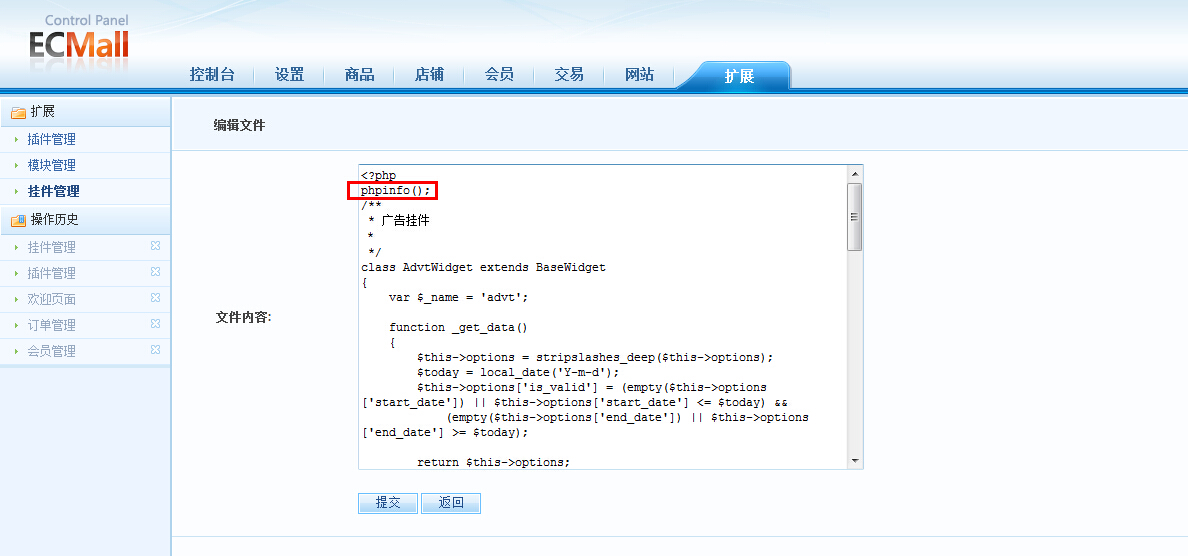 Control Panel
ECMall
控制台 设置 商品 店铺 会员 交易 网站 扩展
扩展
插件管理
模块管理
挂件管理
操作历史
挂件管理
插件管理
欢迎页面
订单管理
会员管理
编辑文件
文件内容:
<?php
phpinfo();
/**
 * 广告挂件
 *
 */
class AdvtWidget extends BaseWidget
{
    var $_name = 'advt';

    function _get_data()
    {
        $this->options = stripslashes_deep($this->options);
        $today = local_date('Y-m-d');
        $this->options['is_valid'] = (empty($this->options
['start_date']) || $this->options['start_date'] <= $today) &&
            (empty($this->options['end_date']) || $this->options
['end_date'] >= $today);

        return $this->options;
提交 返回